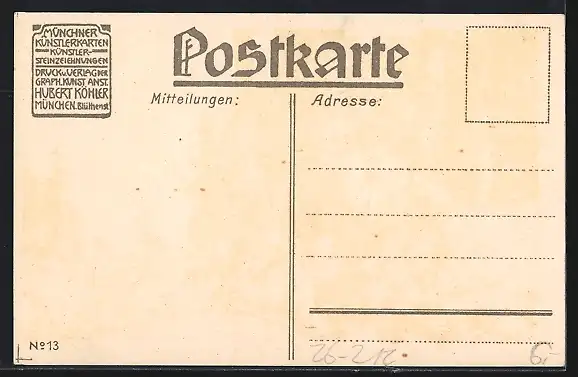 MÜNCHNER
KÜNSTLERKARTEN
KÜNSTLER-
STEINZEICHNUNGEN
DRUCK u. VERLAG DER
GRAPH. KUNST ANST.
HUBERT KÖHLER
MÜNCHEN. Blüthenst
Postkarte
Mitteilungen:
Adresse:
No 13
6,-